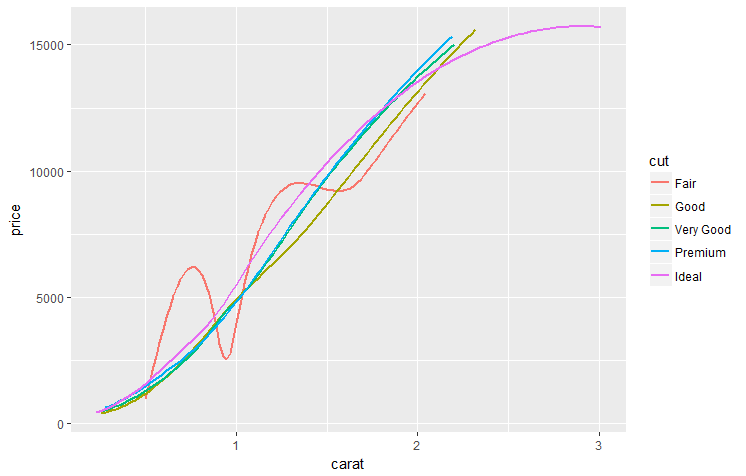 15000
10000
5000
0
price
1
2
3
carat
cut
Fair
Good
Very Good
Premium
Ideal